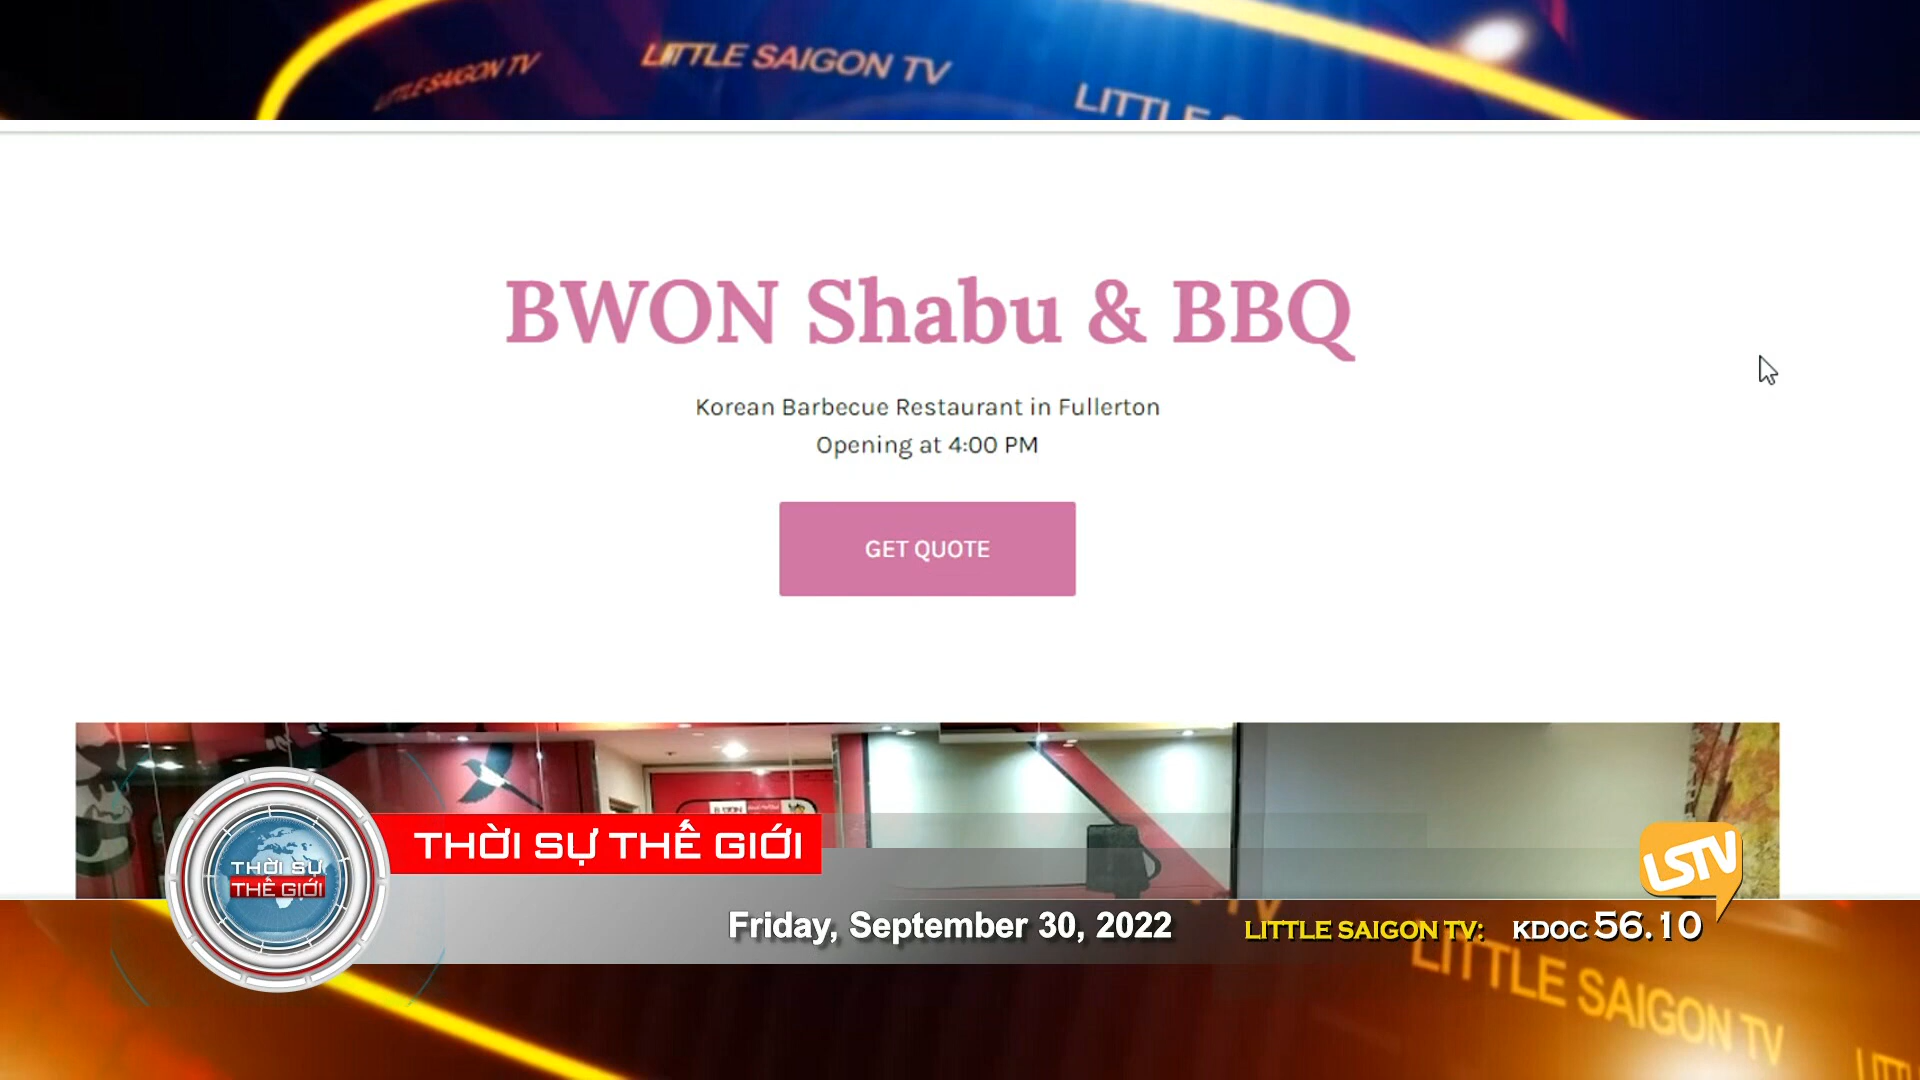 LITTLE SAIGON TV
LITTLE SAIGON TV
LITTLE S
BWON Shabu & BBQ
Korean Barbecue Restaurant in Fullerton
Opening at 4:00 PM
GET QUOTE
B.WON
THỜI SỰ THẾ GIỚI
THỜI SỰ
THẾ GIỚI
LSTV
Friday, September 30, 2022
LITTLE SAIGON TV: KDOC 56.10
LITTLE SAIGON TV